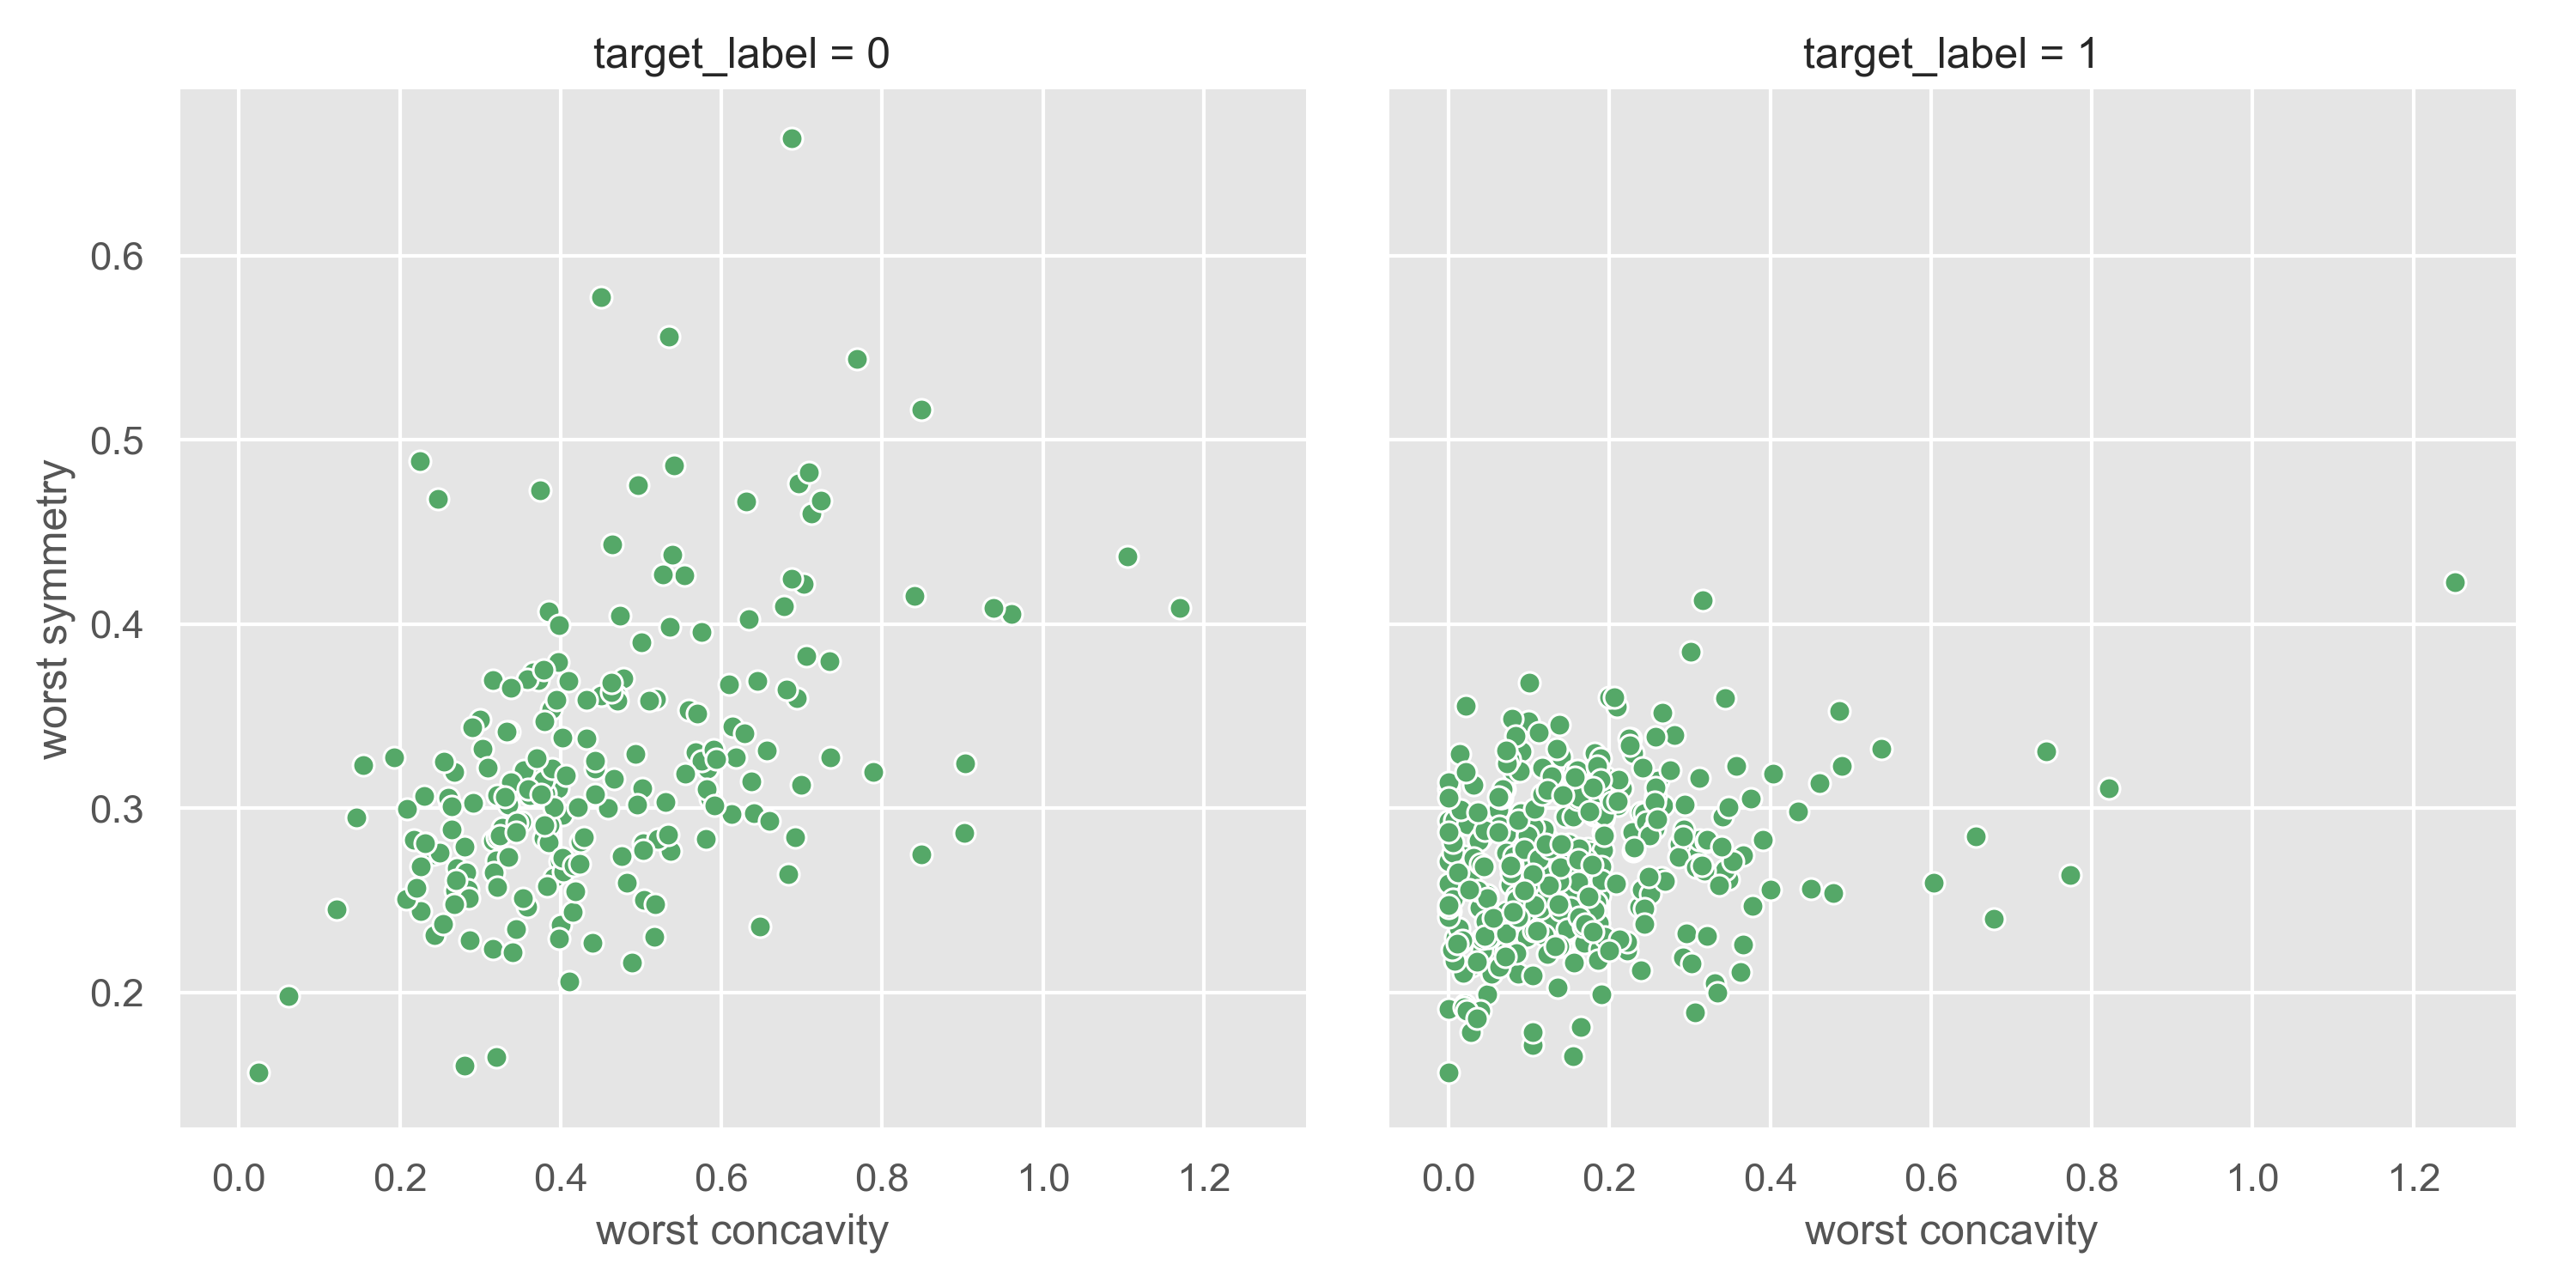 target_label = 0
target_label = 1
worst symmetry
0.6
0.5
0.4
0.3
0.2
0.0 0.2 0.4 0.6 0.8 1.0 1.2
0.0 0.2 0.4 0.6 0.8 1.0 1.2
worst concavity
worst concavity